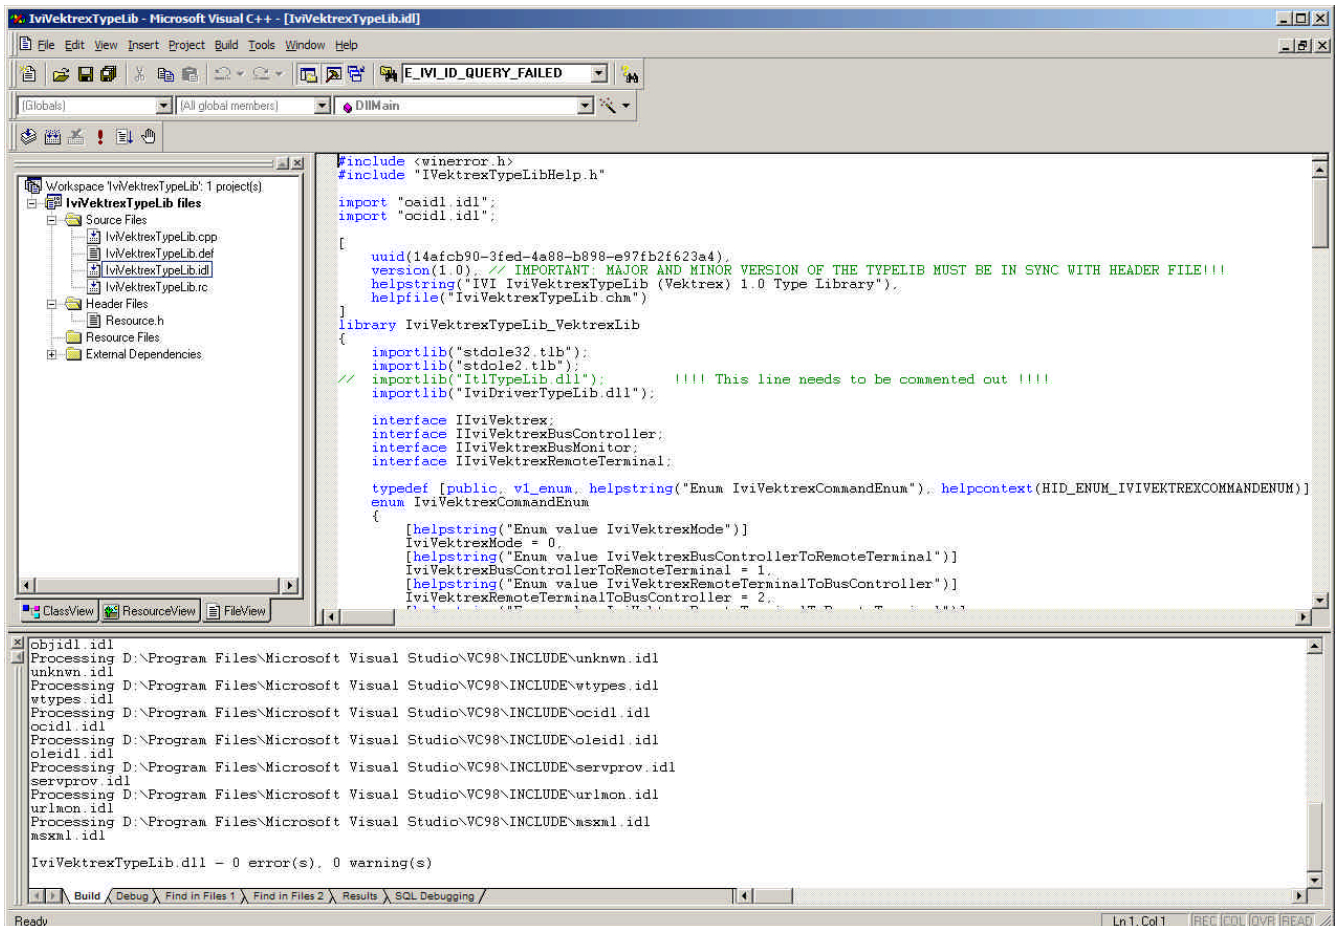 IviVektrexTypeLib - Microsoft Visual C++ - [IviVektrexTypeLib.idl]
File Edit View Insert Project Build Tools Window Help
E_IVI_ID_QUERY_FAILED
(Globals) (All global members) DllMain
Workspace 'IviVektrexTypeLib': 1 project(s)
IviVektrexTypeLib files
Source Files
IviVektrexTypeLib.cpp
IviVektrexTypeLib.def
IviVektrexTypeLib.idl
IviVektrexTypeLib.rc
Header Files
Resource.h
Resource Files
External Dependencies
ClassView ResourceView FileView
#include <winerror.h>
#include "IVektrexTypeLibHelp.h"
import "oaidl.idl";
import "ocidl.idl";
[
uuid(14afcb90-3fed-4a88-b898-e97fb2f623a4),
version(1.0), // IMPORTANT: MAJOR AND MINOR VERSION OF THE TYPELIB MUST BE IN SYNC WITH HEADER FILE!!!
helpstring("IVI IviVektrexTypeLib (Vektrex) 1.0 Type Library"),
helpfile("IviVektrexTypeLib.chm")
]
library IviVektrexTypeLib_VektrexLib
{
importlib("stdole32.tlb");
importlib("stdole2.tlb");
// importlib("ItlTypeLib.dll"); !!!! This line needs to be commented out !!!!
importlib("IviDriverTypeLib.dll");
interface IIviVektrex;
interface IIviVektrexBusController;
interface IIviVektrexBusMonitor;
interface IIviVektrexRemoteTerminal;
typedef [public, v1_enum, helpstring("Enum IviVektrexCommandEnum"), helpcontext(HID_ENUM_IVIVEKTREXCOMMANDENUM)]
enum IviVektrexCommandEnum
{
[helpstring("Enum value IviVektrexMode")]
IviVektrexMode = 0,
[helpstring("Enum value IviVektrexBusControllerToRemoteTerminal")]
IviVektrexBusControllerToRemoteTerminal = 1,
[helpstring("Enum value IviVektrexRemoteTerminalToBusController")]
IviVektrexRemoteTerminalToBusController = 2,
objidl.idl
Processing D:\Program Files\Microsoft Visual Studio\VC98\INCLUDE\unknwn.idl
unknwn.idl
Processing D:\Program Files\Microsoft Visual Studio\VC98\INCLUDE\wtypes.idl
wtypes.idl
Processing D:\Program Files\Microsoft Visual Studio\VC98\INCLUDE\ocidl.idl
ocidl.idl
Processing D:\Program Files\Microsoft Visual Studio\VC98\INCLUDE\oleidl.idl
oleidl.idl
Processing D:\Program Files\Microsoft Visual Studio\VC98\INCLUDE\servprov.idl
servprov.idl
Processing D:\Program Files\Microsoft Visual Studio\VC98\INCLUDE\urlmon.idl
urlmon.idl
Processing D:\Program Files\Microsoft Visual Studio\VC98\INCLUDE\msxml.idl
msxml.idl
IviVektrexTypeLib.dll - 0 error(s), 0 warning(s)
Build Debug Find in Files 1 Find in Files 2 Results SQL Debugging
Ready Ln 1, Col 1 REC COL OVR READ